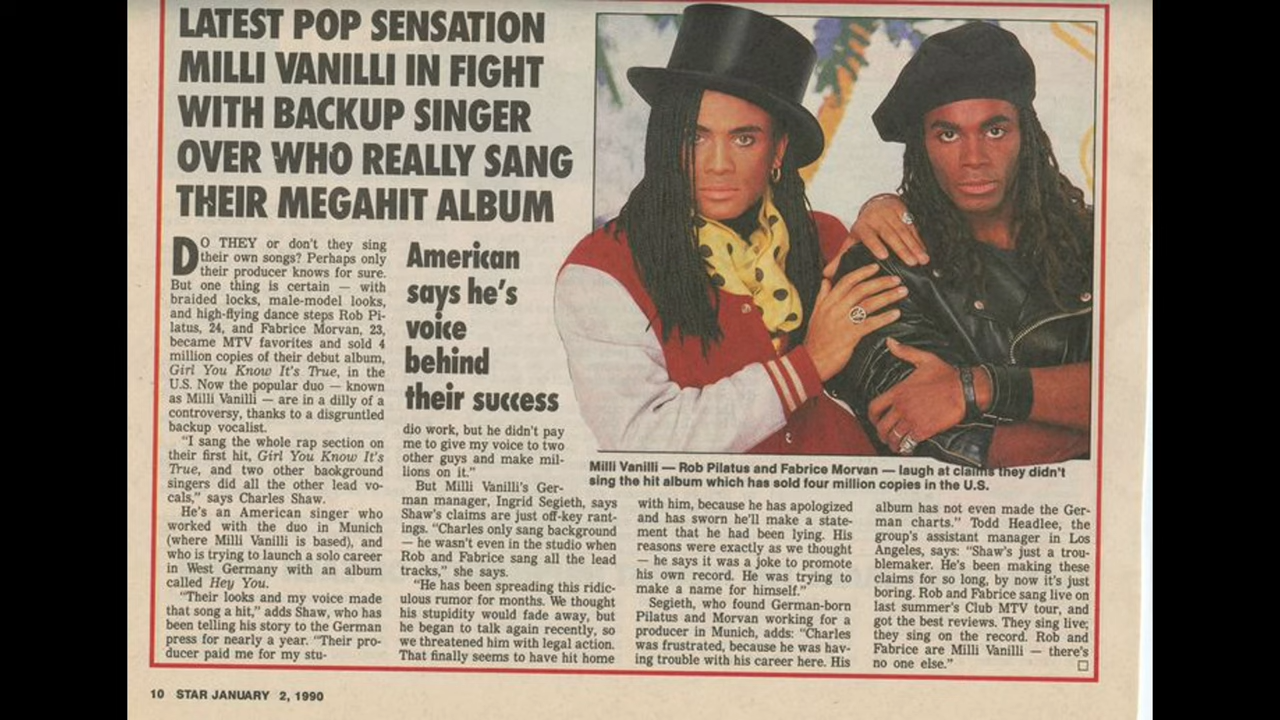 LATEST POP SENSATION
MILLI VANILLI IN FIGHT
WITH BACKUP SINGER
OVER WHO REALLY SANG
THEIR MEGAHIT ALBUM
DO THEY or don't they sing
their own songs? Perhaps only
their producer knows for sure.
But one thing is certain — with
braided locks, male-model looks,
and high-flying dance steps Rob Pi-
latus, 24, and Fabrice Morvan, 23,
became MTV favorites and sold 4
million copies of their debut album,
Girl You Know It's True, in the
U.S. Now the popular duo — known
as Milli Vanilli — are in a dilly of a
controversy, thanks to a disgruntled
backup vocalist.
"I sang the whole rap section on
their first hit, Girl You Know It's
True, and two other background
singers did all the other lead vo-
cals," says Charles Shaw.
He's an American singer who
worked with the duo in Munich
(where Milli Vanilli is based), and
who is trying to launch a solo career
in West Germany with an album
called Hey You.
"Their looks and my voice made
that song a hit," adds Shaw, who has
been telling his story to the German
press for nearly a year. "Their pro-
ducer paid me for my stu-
American
says he's
voice
behind
their success
dio work, but he didn't pay
me to give my voice to two
other guys and make mil-
lions on it."
But Milli Vanilli's Ger-
man manager, Ingrid Segieth, says
Shaw's claims are just off-key rant-
ings. "Charles only sang background
— he wasn't even in the studio when
Rob and Fabrice sang all the lead
tracks," she says.
"He has been spreading this ridic-
ulous rumor for months. We thought
his stupidity would fade away, but
he began to talk again recently, so
we threatened him with legal action.
That finally seems to have hit home
Milli Vanilli — Rob Pilatus and Fabrice Morvan — laugh at claims they didn't
sing the hit album which has sold four million copies in the U.S.
with him, because he has apologized
and has sworn he'll make a state-
ment that he had been lying. His
reasons were exactly as we thought
— he says it was a joke to promote
his own record. He was trying to
make a name for himself."
Segieth, who found German-born
Pilatus and Morvan working for a
producer in Munich, adds: "Charles
was frustrated, because he was hav-
ing trouble with his career here. His
album has not even made the Ger-
man charts." Todd Headlee, the
group's assistant manager in Los
Angeles, says: "Shaw's just a trou-
blemaker. He's been making these
claims for so long, by now it's just
boring. Rob and Fabrice sang live on
last summer's Club MTV tour, and
got the best reviews. They sing live;
they sing on the record. Rob and
Fabrice are Milli Vanilli — there's
no one else."
10 STAR JANUARY 2, 1990